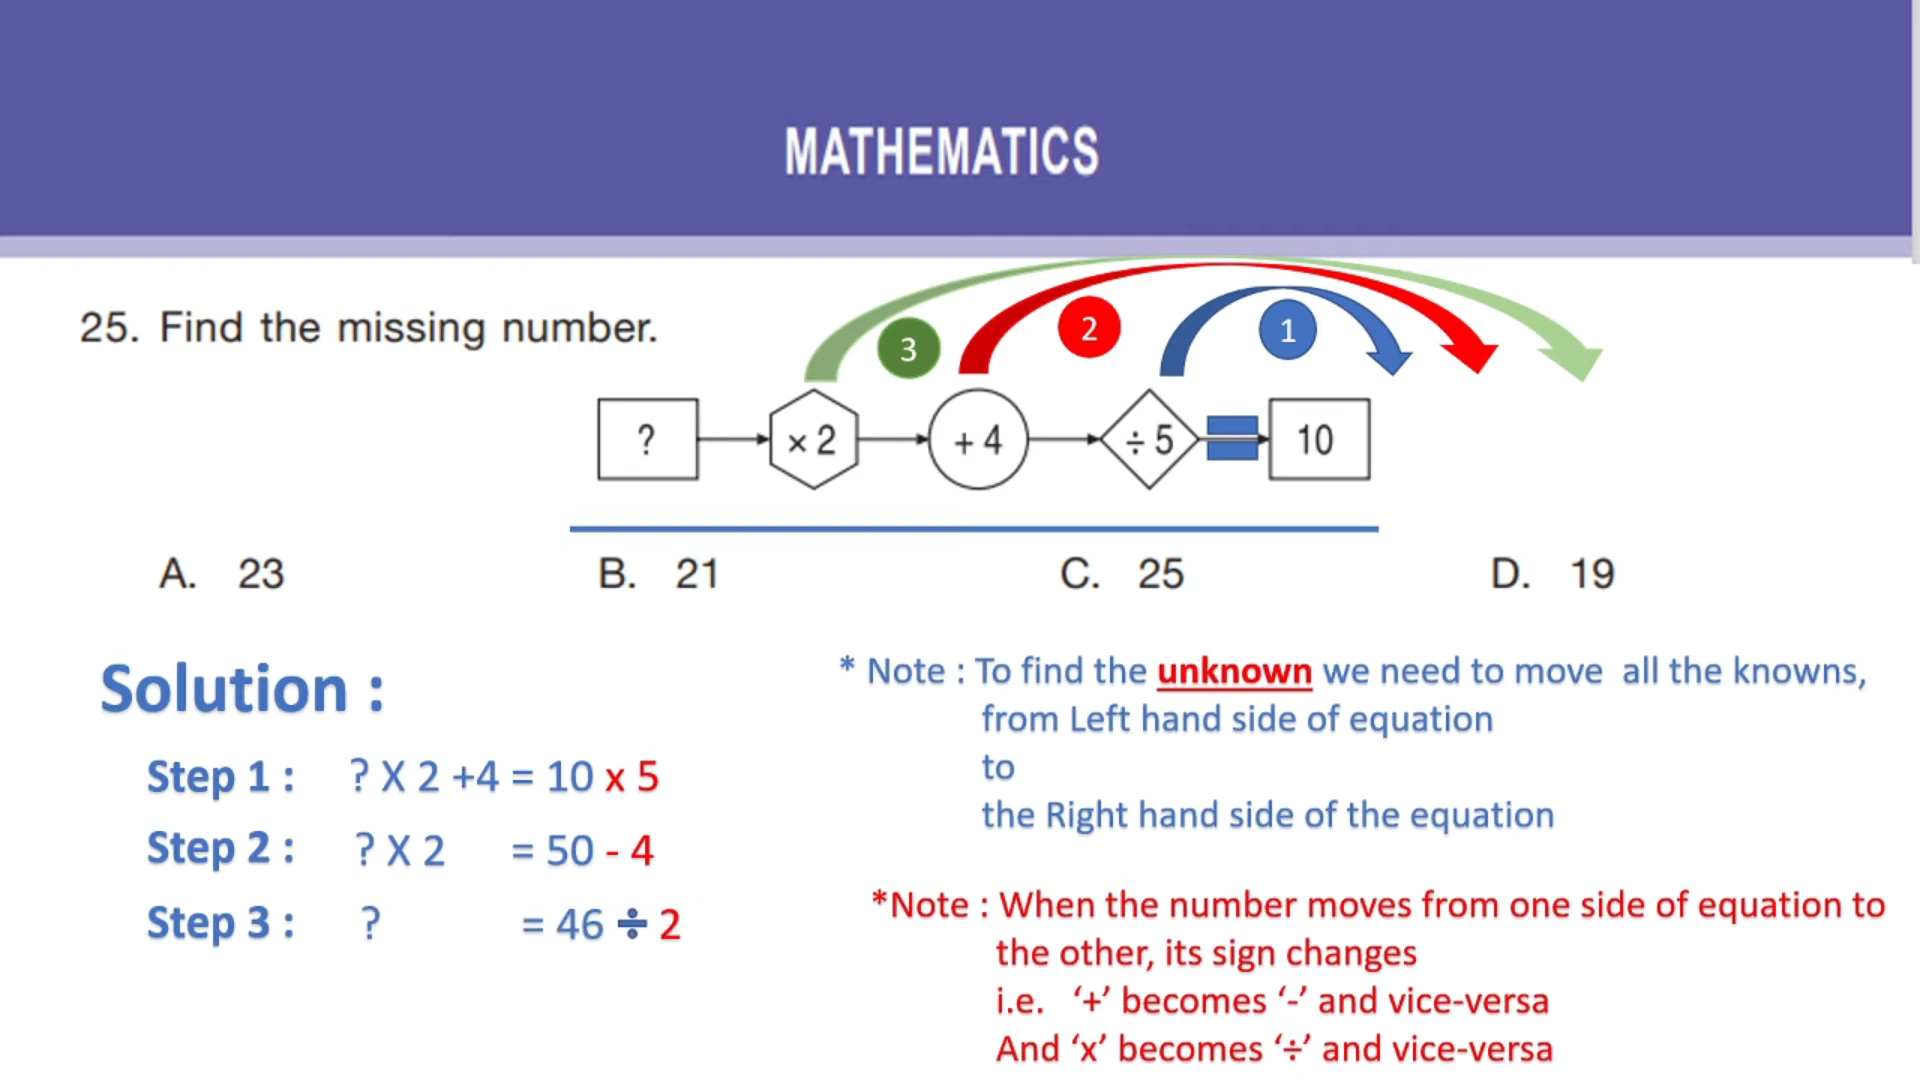 MATHEMATICS
25. Find the missing number.
3 2 1
? × 2 + 4 ÷ 5 = 10
A. 23 B. 21 C. 25 D. 19
Solution :
Step 1 : ? X 2 +4 = 10 x 5
Step 2 : ? X 2 = 50 - 4
Step 3 : ? = 46 ÷ 2
* Note : To find the unknown we need to move all the knowns,
from Left hand side of equation
to
the Right hand side of the equation
*Note : When the number moves from one side of equation to
the other, its sign changes
i.e. ‘+’ becomes ‘-’ and vice-versa
And ‘x’ becomes ‘÷’ and vice-versa